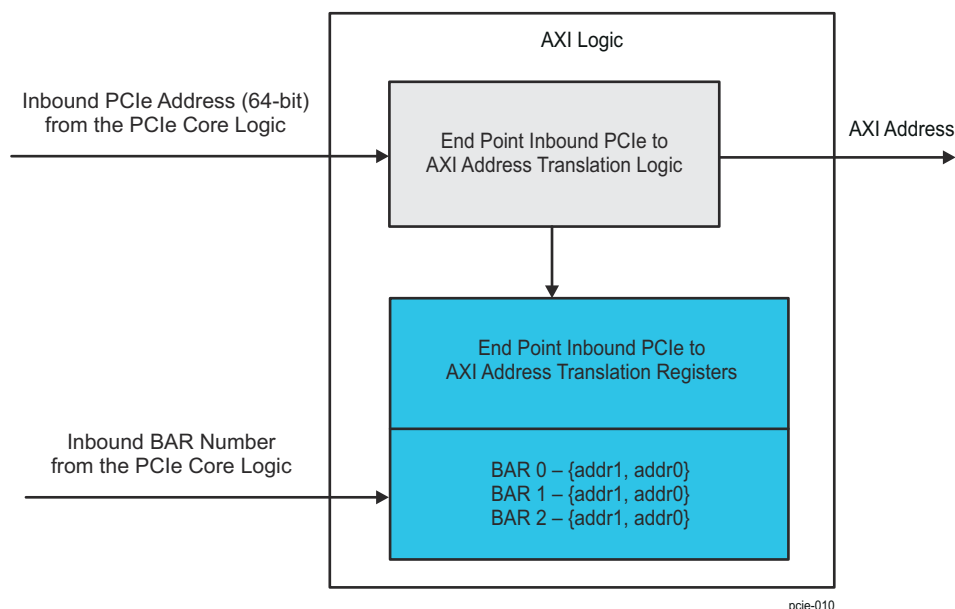 AXI Logic
Inbound PCIe Address (64-bit)
from the PCIe Core Logic
End Point Inbound PCIe to
AXI Address Translation Logic
AXI Address
End Point Inbound PCIe to
AXI Address Translation Registers
Inbound BAR Number
from the PCIe Core Logic
BAR 0 – {addr1, addr0}
BAR 1 – {addr1, addr0}
BAR 2 – {addr1, addr0}
pcie-010